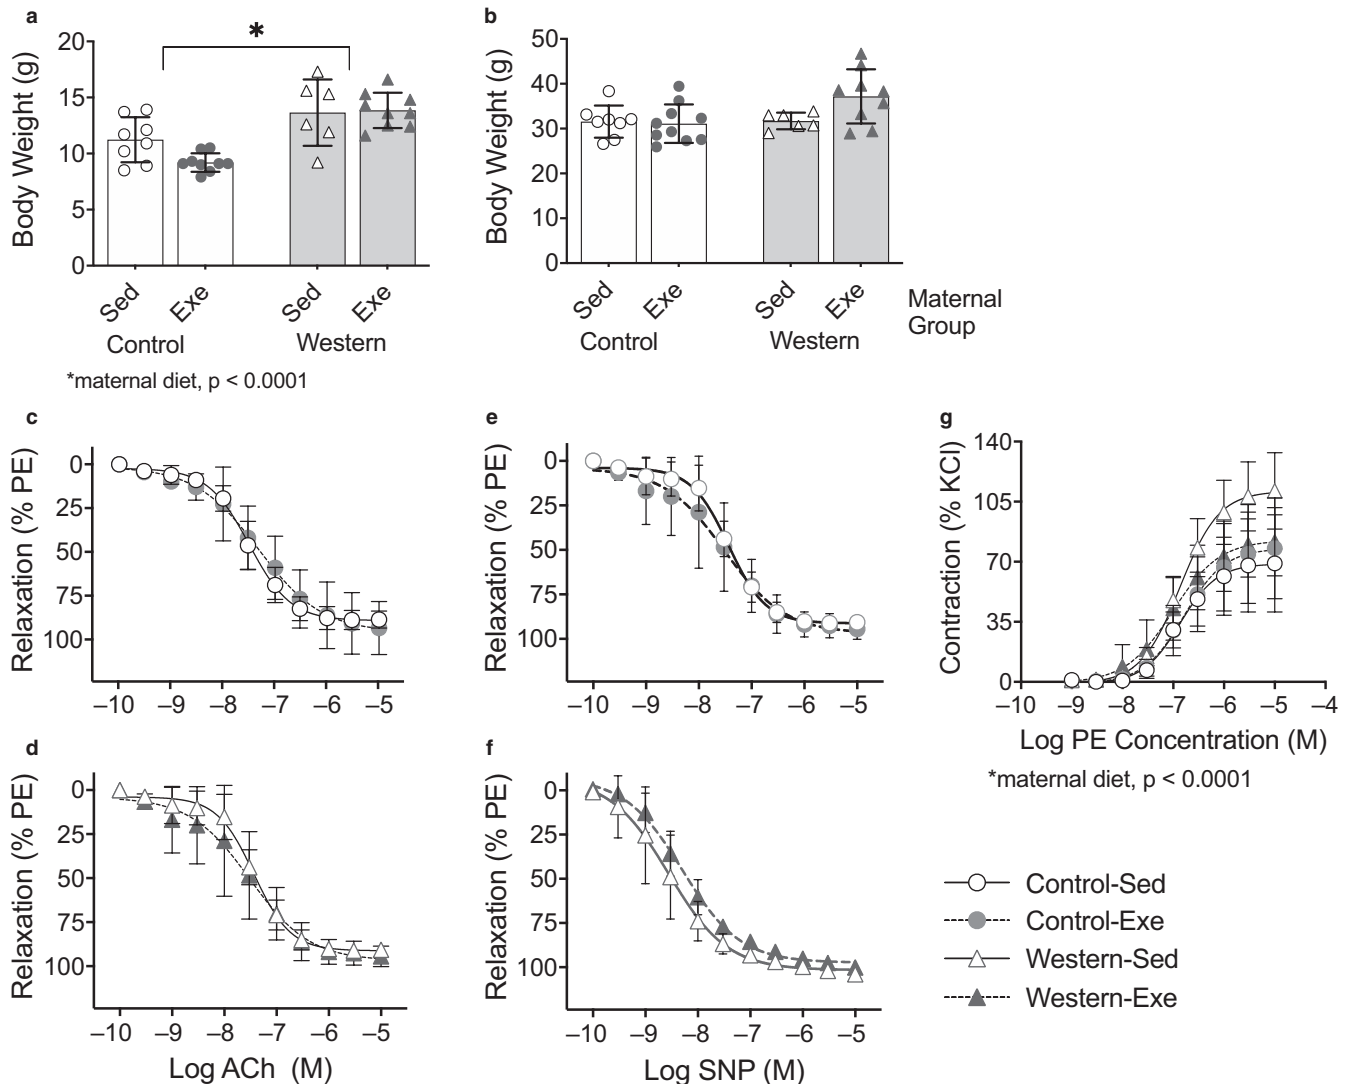 a
*
Body Weight (g)
20
15
10
5
0
Sed
Exe
Sed
Exe
Control
Western
*maternal diet, p < 0.0001
b
Body Weight (g)
50
40
30
20
10
0
Sed
Exe
Sed
Exe
Control
Western
Maternal
Group
c
Relaxation (% PE)
0
25
50
75
100
–10
–9
–8
–7
–6
–5
e
Relaxation (% PE)
0
25
50
75
100
–10
–9
–8
–7
–6
–5
g
Contraction (% KCl)
140
105
70
35
0
–10
–9
–8
–7
–6
–5
–4
Log PE Concentration (M)
*maternal diet, p < 0.0001
d
Relaxation (% PE)
0
25
50
75
100
–10
–9
–8
–7
–6
–5
Log ACh (M)
f
Relaxation (% PE)
0
25
50
75
100
–10
–9
–8
–7
–6
–5
Log SNP (M)
Control-Sed
Control-Exe
Western-Sed
Western-Exe